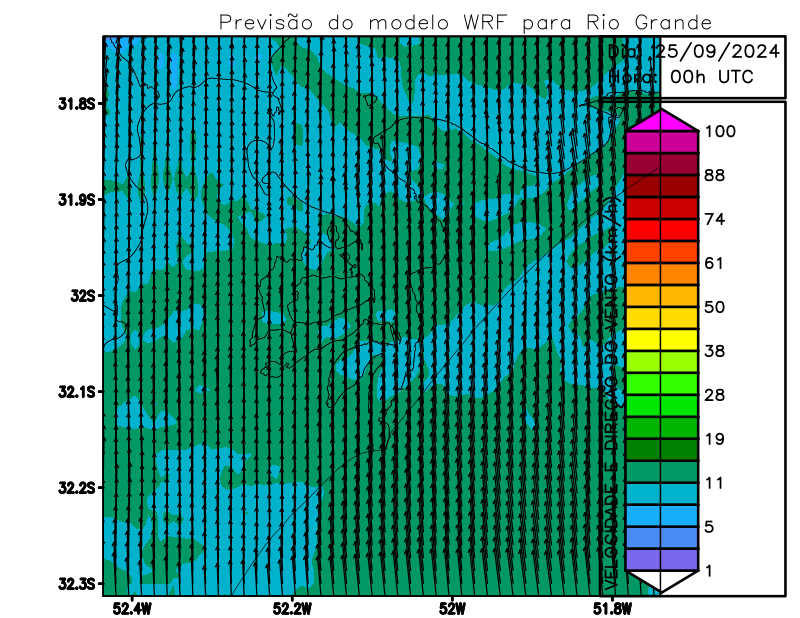 Previsão do modelo WRF para Rio Grande
Dia: 25/09/2024
Hora: 00h UTC
VELOCIDADE E DIREÇÃO DO VENTO (km/h)
100
88
74
61
50
38
28
19
11
5
1
31.8S
31.9S
32S
32.1S
32.2S
32.3S
52.4W
52.2W
52W
51.8W